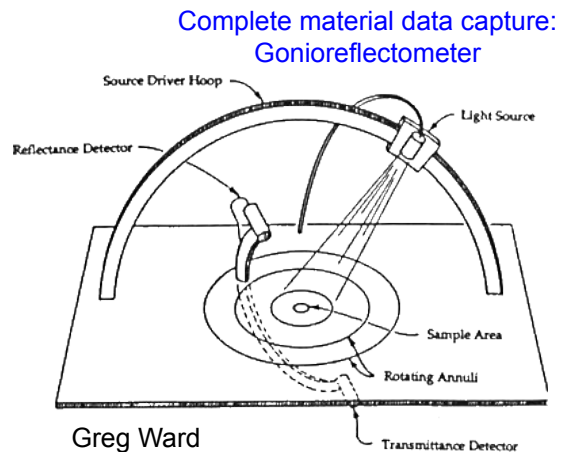 Complete material data capture:
Gonioreflectometer
Source Driver Hoop
Light Source
Reflectance Detector
Sample Area
Rotating Annuli
Greg Ward
Transmittance Detector